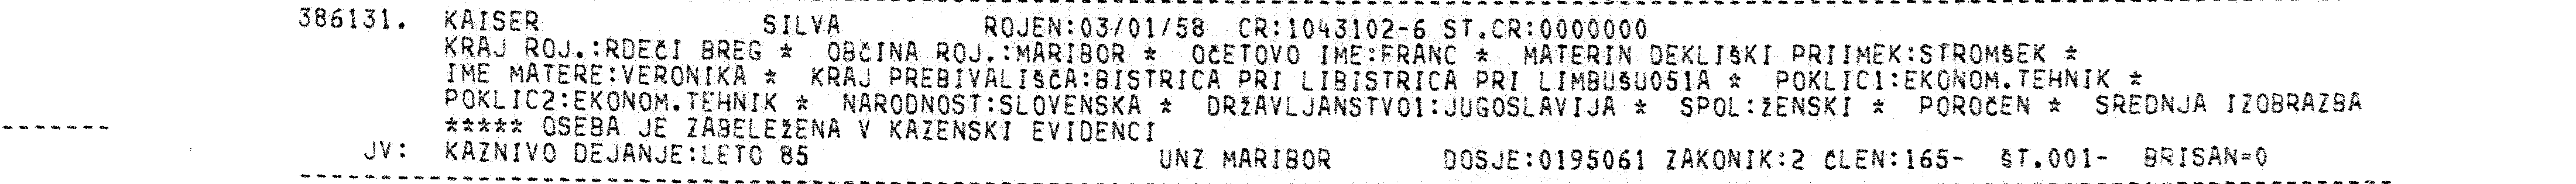 386131. KAISER SILVA ROJEN:03/01/58 CR:1043102-6 ST.CR:0000000
KRAJ ROJ.:RDEČI BREG * OBČINA ROJ.:MARIBOR * OČETOVO IME:FRANC * MATERIN DEKLIŠKI PRIIMEK:STROMŠEK *
IME MATERE:VERONIKA * KRAJ PREBIVALIŠČA:BISTRICA PRI LIBISTRICA PRI LIMBUŠU051A * POKLIC1:EKONOM.TEHNIK *
POKLIC2:EKONOM.TEHNIK * NARODNOST:SLOVENSKA * DRŽAVLJANSTVO1:JUGOSLAVIJA * SPOL:ŽENSKI * POROČEN * SREDNJA IZOBRAZBA
***** OSEBA JE ZABELEŽENA V KAZENSKI EVIDENCI
JV: KAZNIVO DEJANJE:LETO 85 UNZ MARIBOR DOSJE:0195061 ZAKONIK:2 ČLEN:165- ŠT.001- BRISAN=0